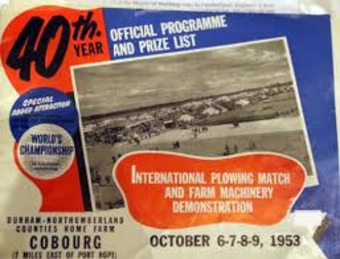 40th.
YEAR
OFFICIAL PROGRAMME
AND PRIZE LIST
SPECIAL
ADDED ATTRACTION
WORLD'S
CHAMPIONSHIP
INTERNATIONAL PLOWING MATCH
AND FARM MACHINERY
DEMONSTRATION
DURHAM-NORTHUMBERLAND
COUNTIES HOME FARM
COBOURG
(7 MILES EAST OF PORT HOPE)
OCTOBER 6-7-8-9, 1953